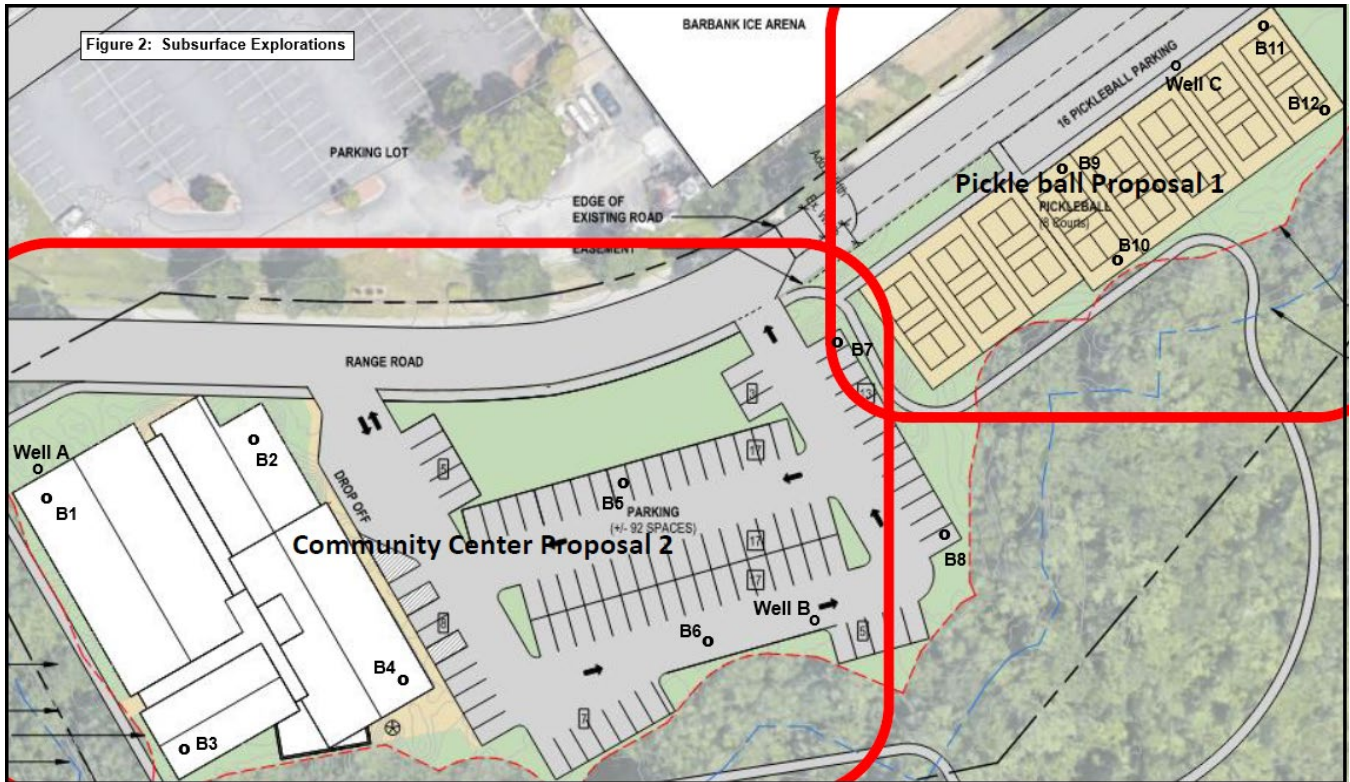 Figure 2: Subsurface Explorations
BARBANK ICE ARENA
PARKING LOT
16 PICKLEBALL PARKING
B11
Well C
B12
B9
Pickle ball Proposal 1
PICKLEBALL
(8 Courts)
B10
EDGE OF
EXISTING ROAD
EASEMENT
RANGE ROAD
B7
3
13
Well A
B2
B1
DROP OFF
5
17
B5
PARKING
(+/- 92 SPACES)
Community Center Proposal 2
17
B8
17
Well B
8
B6
5
B4
B3
7